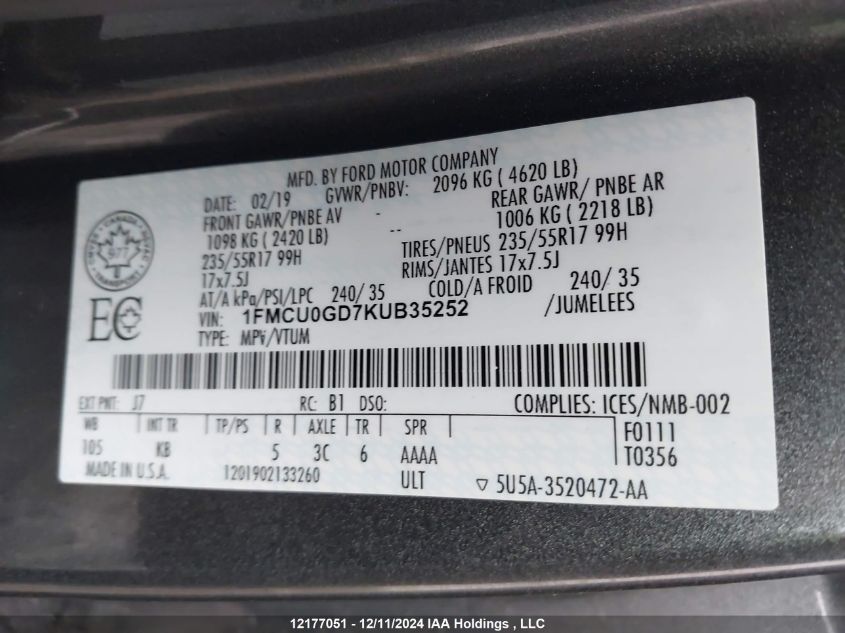 MFD. BY FORD MOTOR COMPANY
DATE: 02/19 GVWR/PNBV: 2096 KG ( 4620 LB)
FRONT GAWR/PNBE AV - REAR GAWR/ PNBE AR
1098 KG ( 2420 LB) -- 1006 KG ( 2218 LB)
235/55R17 99H TIRES/PNEUS 235/55R17 99H
17x7.5J RIMS/JANTES 17x7.5J
AT/A kPa/PSI/LPC 240/ 35 COLD/A FROID 240/ 35
VIN: 1FMCU0GD7KUB35252 /JUMELEES
TYPE: MPV/VTUM
CANADA
977
TRANSPORT
EC
EXT PNT: J7 RC: B1 DSO: COMPLIES: ICES/NMB-002
WB INT TR TP/PS R AXLE TR SPR F0111
105 KB 5 3C 6 AAAA T0356
MADE IN U.S.A. 1201902133260 ULT ▽ 5U5A-3520472-AA
12177051 - 12/11/2024 IAA Holdings , LLC